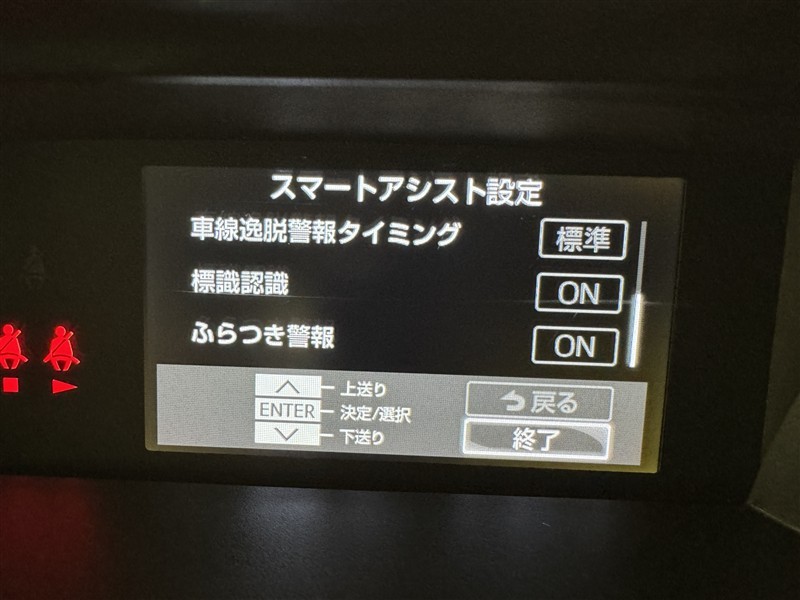 スマートアシスト設定
車線逸脱警報タイミング 標準
標識認識 ON
ふらつき警報 ON
上送り
ENTER 決定/選択
下送り
戻る
終了